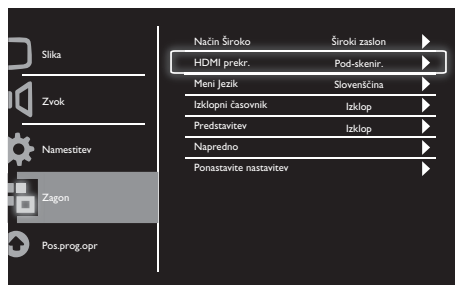 Slika
Zvok
Namestitev
Zagon
Pos.prog.opr
Način Široko Široki zaslon
HDMI prekr. Pod-skenir.
Meni Jezik Slovenščina
Izklopni časovnik Izklop
Predstavitev Izklop
Napredno
Ponastavite nastavitev